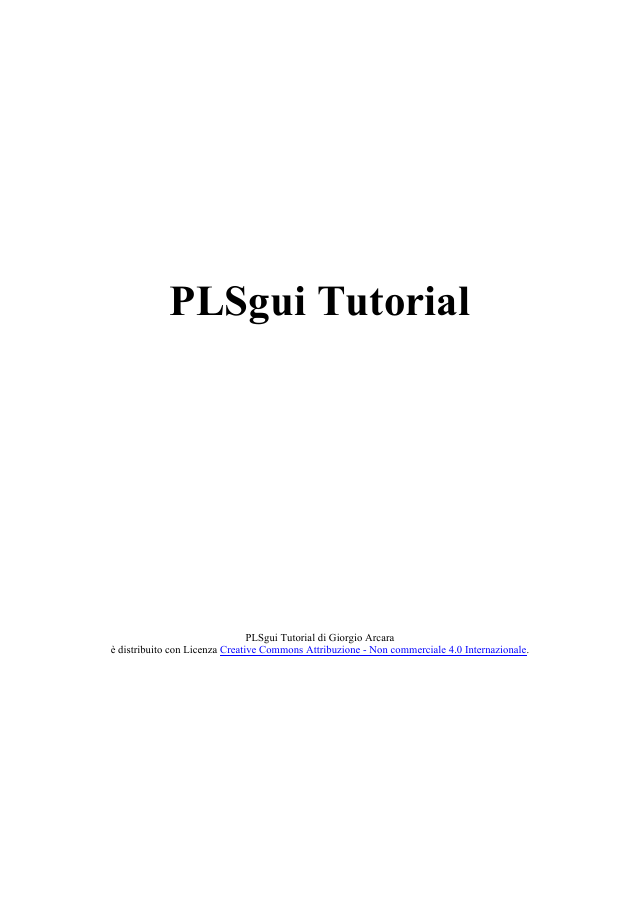 PLSgui Tutorial
PLSgui Tutorial di Giorgio Arcara
è distribuito con Licenza Creative Commons Attribuzione - Non commerciale 4.0 Internazionale.